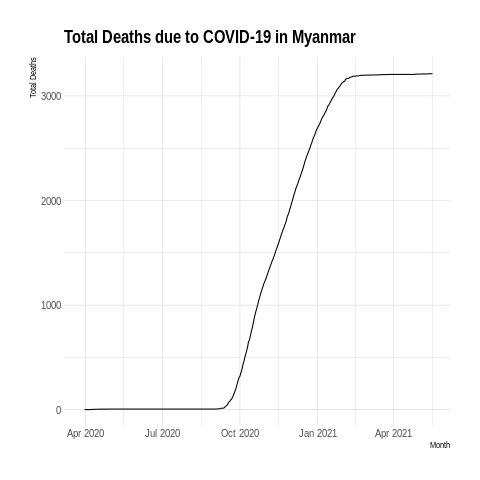 Total Deaths due to COVID-19 in Myanmar
Total Deaths
3000
2000
1000
0
Apr 2020 Jul 2020 Oct 2020 Jan 2021 Apr 2021
Month